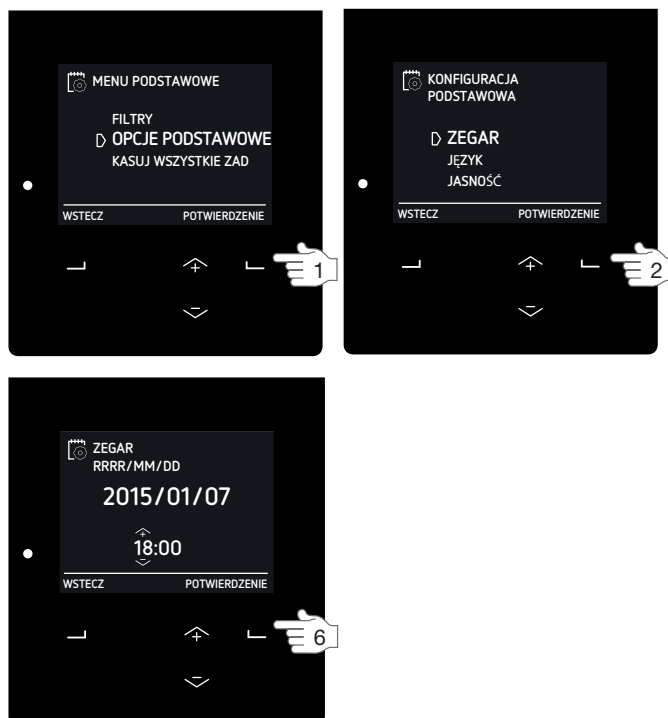 MENU PODSTAWOWE
FILTRY
OPCJE PODSTAWOWE
KASUJ WSZYSTKIE ZAD
WSTECZ POTWIERDZENIE
1
KONFIGURACJA
PODSTAWOWA
ZEGAR
JĘZYK
JASNOŚĆ
WSTECZ POTWIERDZENIE
2
ZEGAR
RRRR/MM/DD
2015/01/07
18:00
WSTECZ POTWIERDZENIE
6